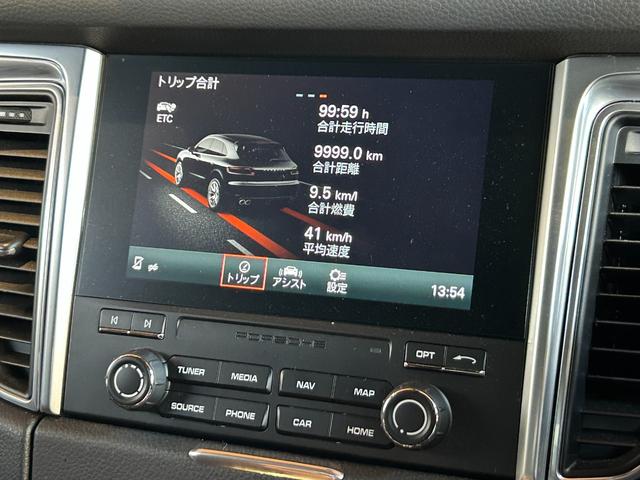 トリップ合計
ETC
99:59 h
合計走行時間
9999.0 km
合計距離
9.5 km/l
合計燃費
41 km/h
平均速度
トリップ
アシスト
設定
13:54
PORSCHE
OPT
TUNER
MEDIA
NAV
MAP
SOURCE
PHONE
CAR
HOME